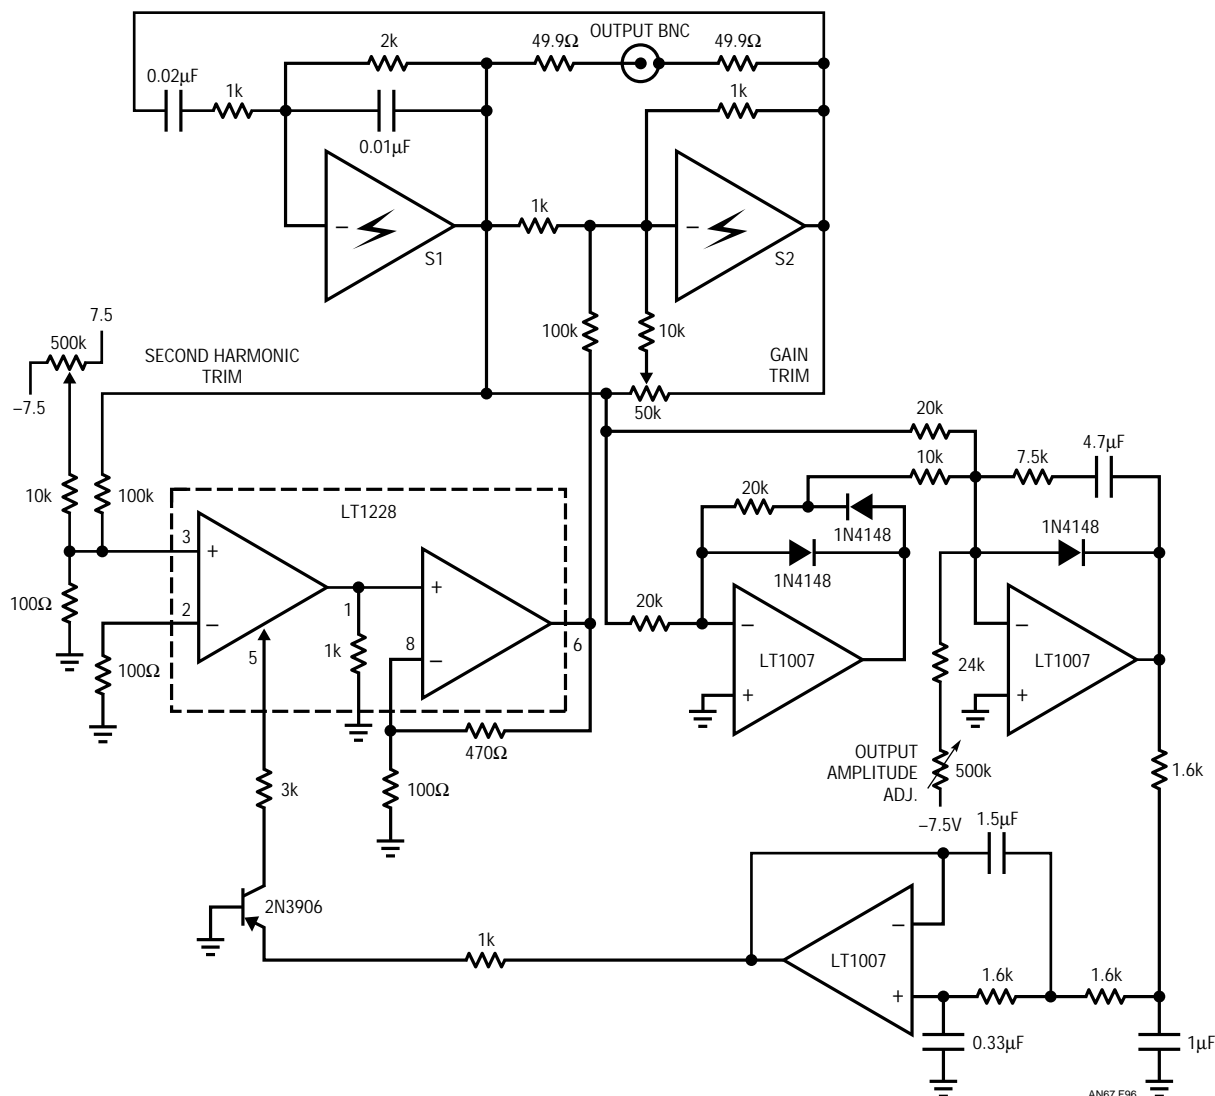 2k
49.9Ω
OUTPUT BNC
49.9Ω
0.02µF
1k
1k
0.01µF
–
S1
1k
–
S2
100k
10k
7.5
500k
–7.5
SECOND HARMONIC
TRIM
GAIN
TRIM
50k
20k
10k
7.5k
4.7µF
10k
100k
LT1228
20k
1N4148
1N4148
1N4148
3
+
2
–
5
1
1k
+
8
–
6
100Ω
100Ω
20k
–
LT1007
+
–
LT1007
+
24k
470Ω
100Ω
3k
OUTPUT
AMPLITUDE
ADJ.
500k
–7.5V
1.6k
1.5µF
2N3906
1k
–
LT1007
+
1.6k
1.6k
0.33µF
1µF
AN67 F96